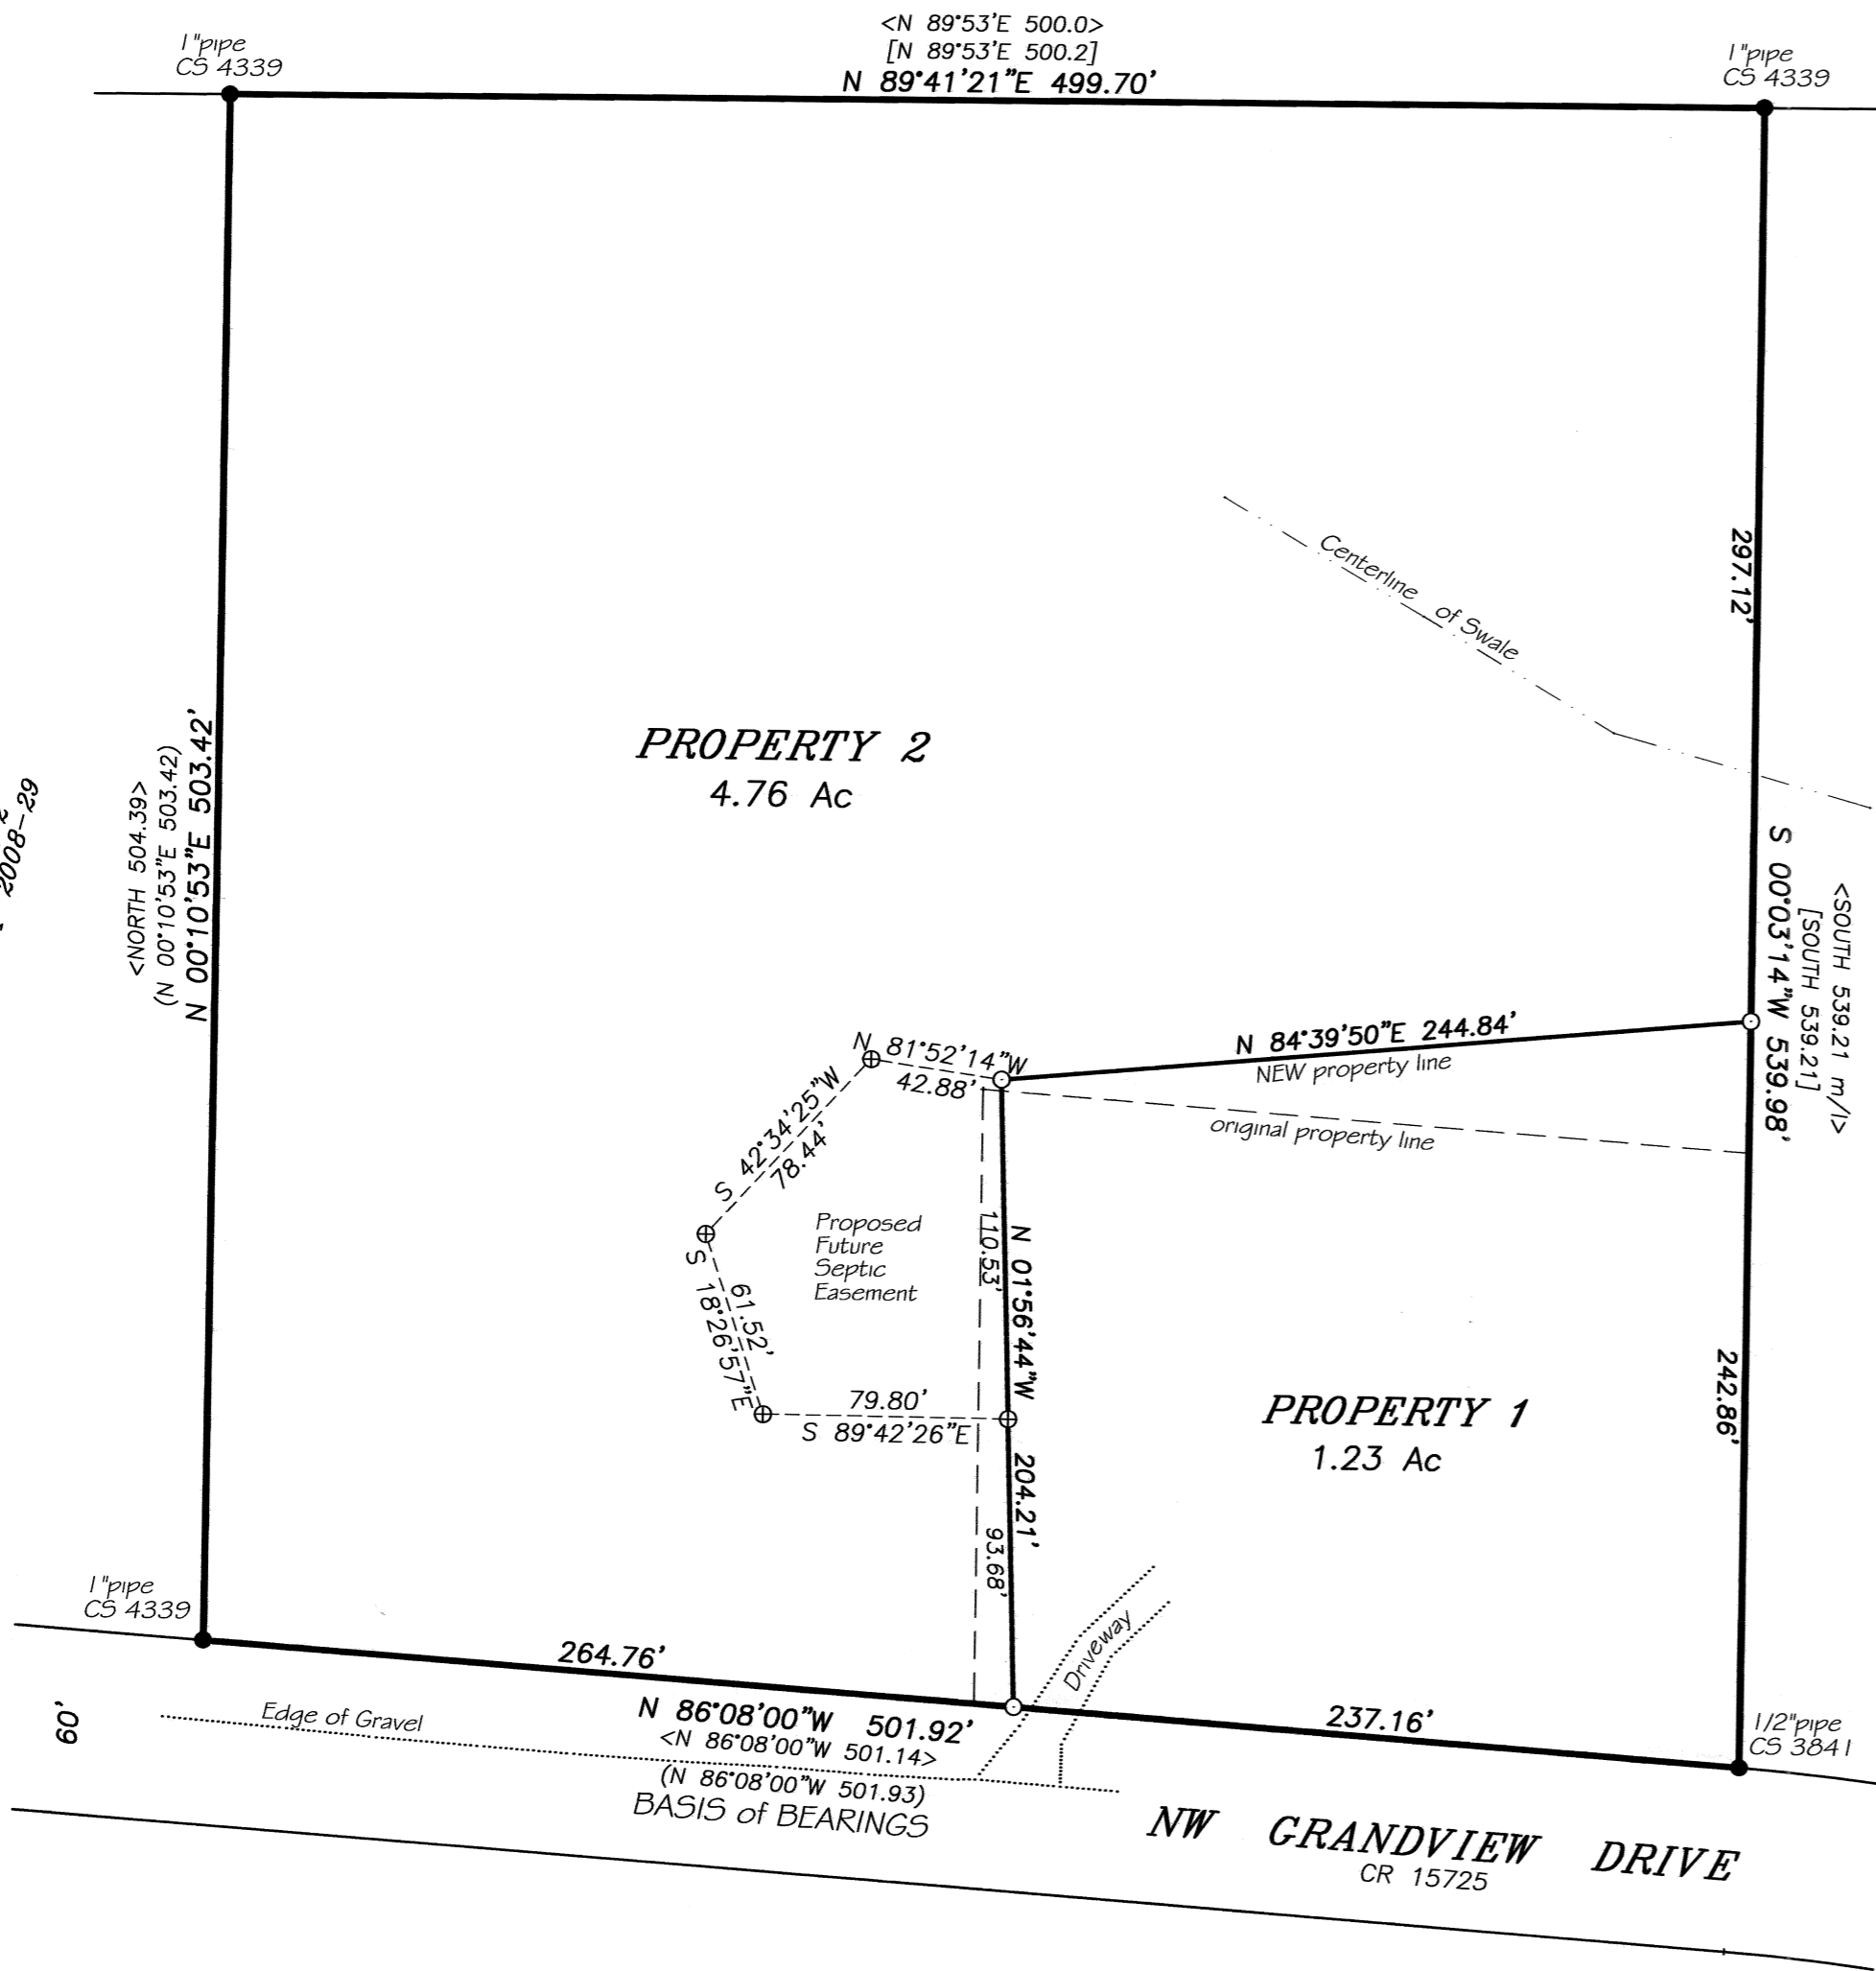 <N 89°53'E 500.0>
[N 89°53'E 500.2]
N 89°41'21"E 499.70'
1"pipe
CS 4339
1"pipe
CS 4339
297.12'
Centerline of Swale
PROPERTY 2
4.76 Ac
2008-29
<NORTH 504.39>
(N 00°10'53"E 503.42)
N 00°10'53"E 503.42'
S 00°03'14"W 539.98'
[SOUTH 539.21]
<SOUTH 539.21 m/l>
N 84°39'50"E 244.84'
NEW property line
original property line
N 81°52'14"W
42.88'
S 42°34'25"W
78.44'
Proposed
Future
Septic
Easement
61.52'
S 18°26'57"E
79.80'
S 89°42'26"E
110.53'
N 01°56'44"W 204.21'
93.68'
PROPERTY 1
1.23 Ac
242.86'
Driveway
1"pipe
CS 4339
264.76'
237.16'
1/2"pipe
CS 3841
60'
Edge of Gravel
N 86°08'00"W 501.92'
<N 86°08'00"W 501.14>
(N 86°08'00"W 501.93)
BASIS of BEARINGS
NW GRANDVIEW DRIVE
CR 15725